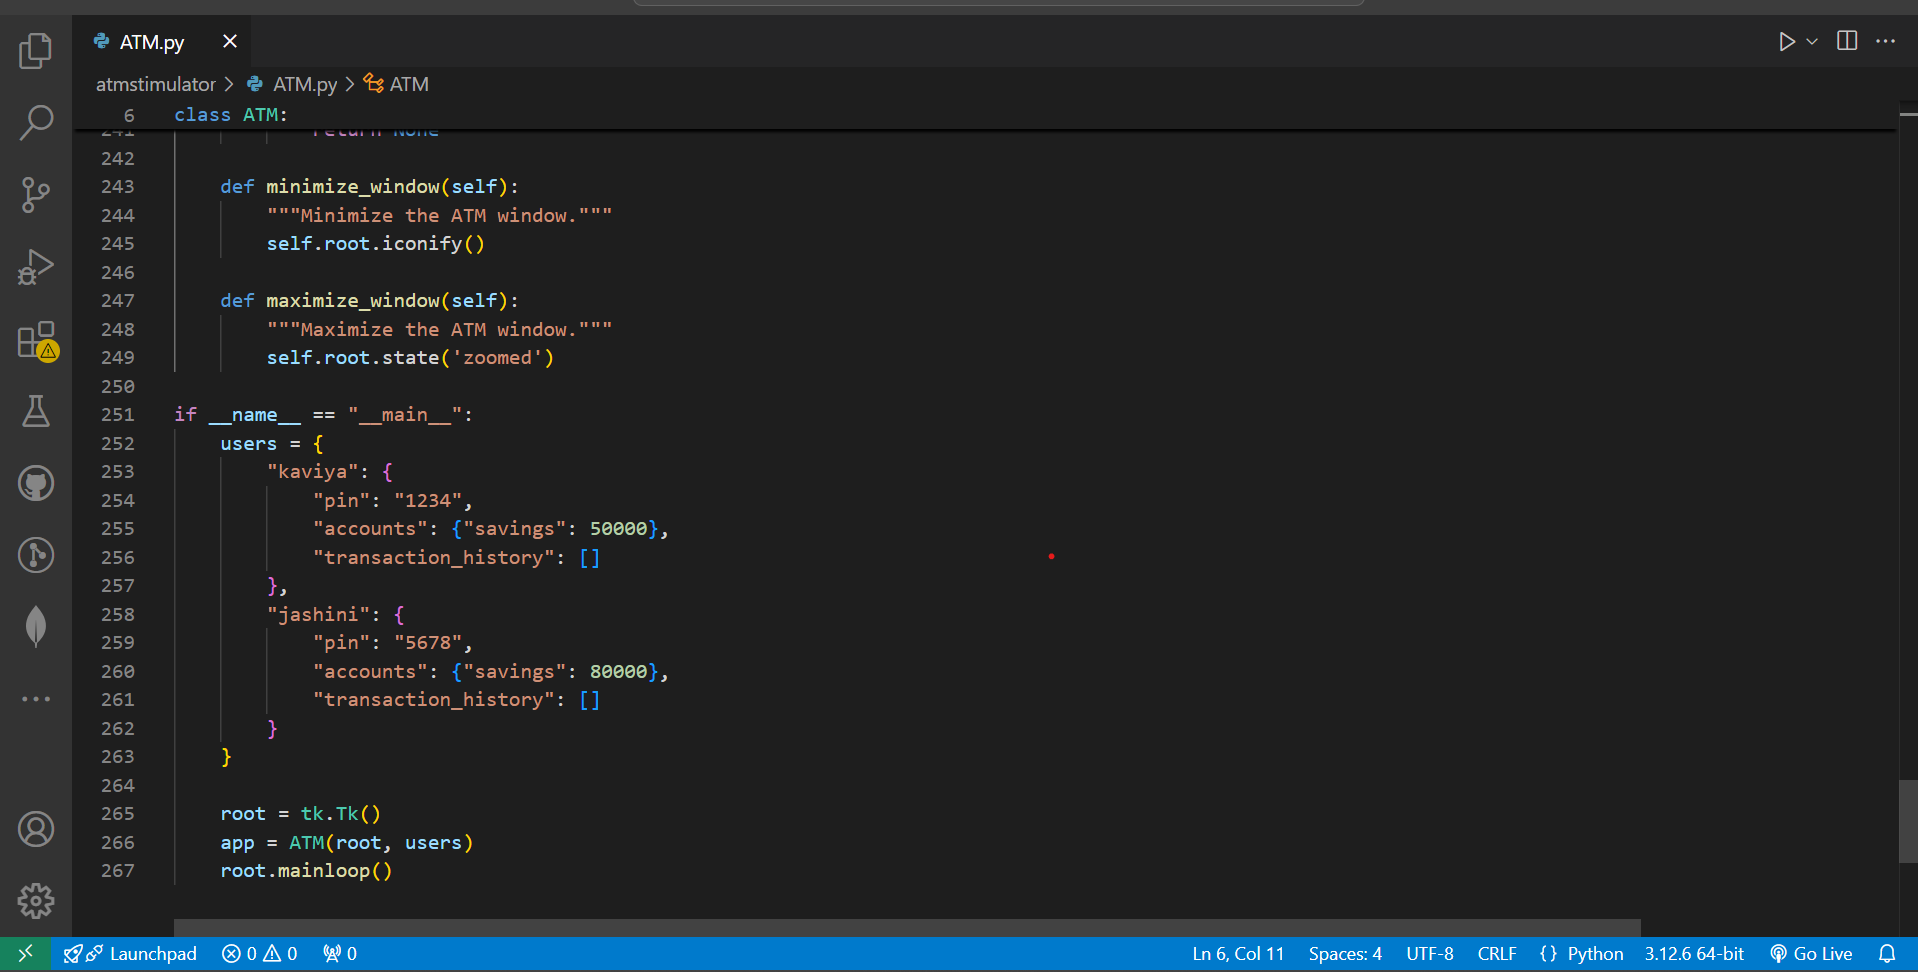 ATM.py
atmstimulator > ATM.py > ATM
6 class ATM:
241 return None
242
243 def minimize_window(self):
244 """Minimize the ATM window."""
245 self.root.iconify()
246
247 def maximize_window(self):
248 """Maximize the ATM window."""
249 self.root.state('zoomed')
250
251 if __name__ == "__main__":
252 users = {
253 "kaviya": {
254 "pin": "1234",
255 "accounts": {"savings": 50000},
256 "transaction_history": []
257 },
258 "jashini": {
259 "pin": "5678",
260 "accounts": {"savings": 80000},
261 "transaction_history": []
262 }
263 }
264
265 root = tk.Tk()
266 app = ATM(root, users)
267 root.mainloop()
Launchpad 0 0 0 Ln 6, Col 11 Spaces: 4 UTF-8 CRLF {} Python 3.12.6 64-bit Go Live